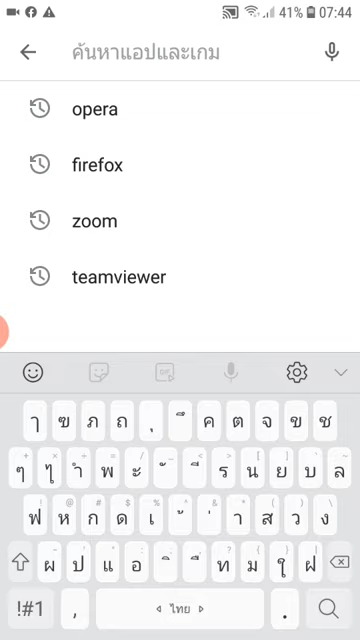 41% 07:44
ค้นหาแอปและเกม
opera
firefox
zoom
teamviewer
GIF
ๅ ฃ ภ ถ ุ ึ ค ต จ ข ช
ๆ ไ ำ พ ะ ั ี ร น ย บ ล
ฟ ห ก ด เ ้ ่ า ส ว ง
ผ ป แ อ ิ ื ท ม ใ ฝ
!#1 , ไทย .